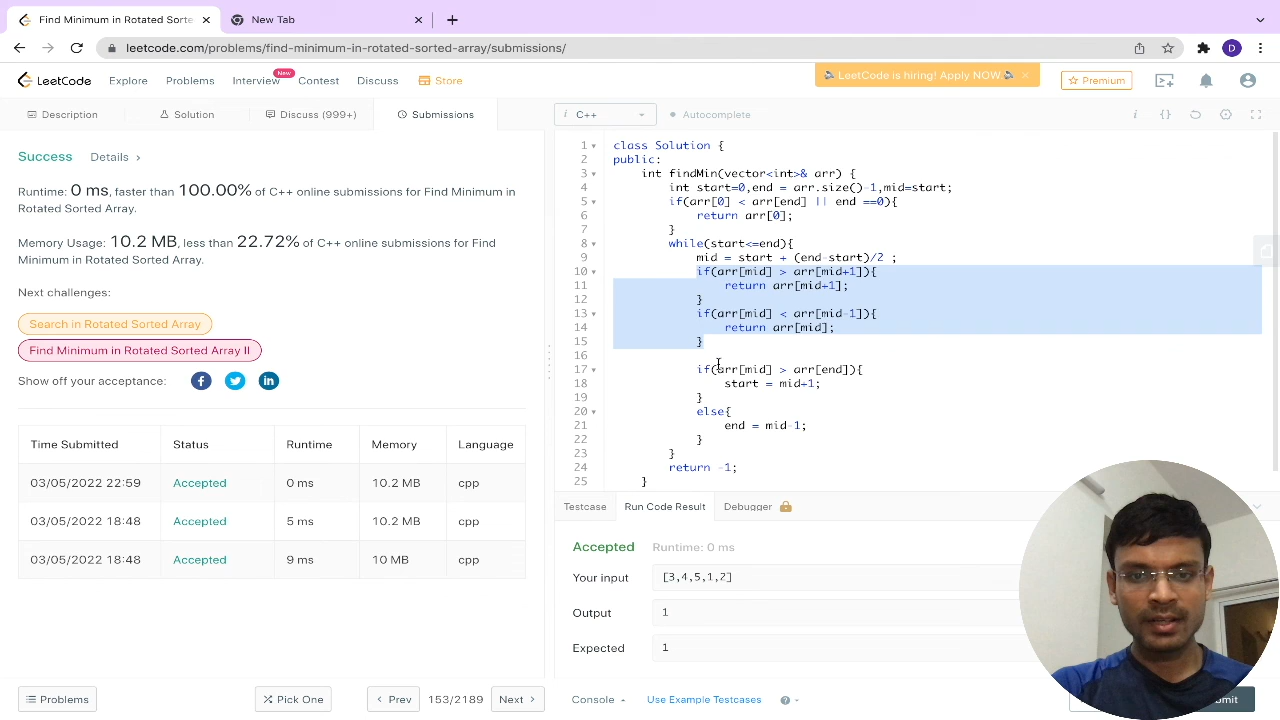 Find Minimum in Rotated Sorte
New Tab
leetcode.com/problems/find-minimum-in-rotated-sorted-array/submissions/
D
LeetCode
Explore
Problems
Interview
New
Contest
Discuss
Store
LeetCode is hiring! Apply NOW
Premium
Description
Solution
Discuss (999+)
Submissions
Success
Details
Runtime: 0 ms, faster than 100.00% of C++ online submissions for Find Minimum in
Rotated Sorted Array.
Memory Usage: 10.2 MB, less than 22.72% of C++ online submissions for Find
Minimum in Rotated Sorted Array.
Next challenges:
Search in Rotated Sorted Array
Find Minimum in Rotated Sorted Array II
Show off your acceptance:
Time Submitted Status Runtime Memory Language
03/05/2022 22:59 Accepted 0 ms 10.2 MB cpp
03/05/2022 18:48 Accepted 5 ms 10.2 MB cpp
03/05/2022 18:48 Accepted 9 ms 10 MB cpp
Problems
Pick One
Prev
153/2189
Next
i C++
Autocomplete
1 class Solution {
2 public:
3 int findMin(vector<int>& arr) {
4 int start=0,end = arr.size()-1,mid=start;
5 if(arr[0] < arr[end] || end ==0){
6 return arr[0];
7 }
8 while(start<=end){
9 mid = start + (end-start)/2 ;
10 if(arr[mid] > arr[mid+1]){
11 return arr[mid+1];
12 }
13 if(arr[mid] < arr[mid-1]){
14 return arr[mid];
15 }
16
17 if(arr[mid] > arr[end]){
18 start = mid+1;
19 }
20 else{
21 end = mid-1;
22 }
23 }
24 return -1;
25 }
Testcase
Run Code Result
Debugger
Accepted
Runtime: 0 ms
Your input
[3,4,5,1,2]
Output
1
Expected
1
Console
Use Example Testcases
?